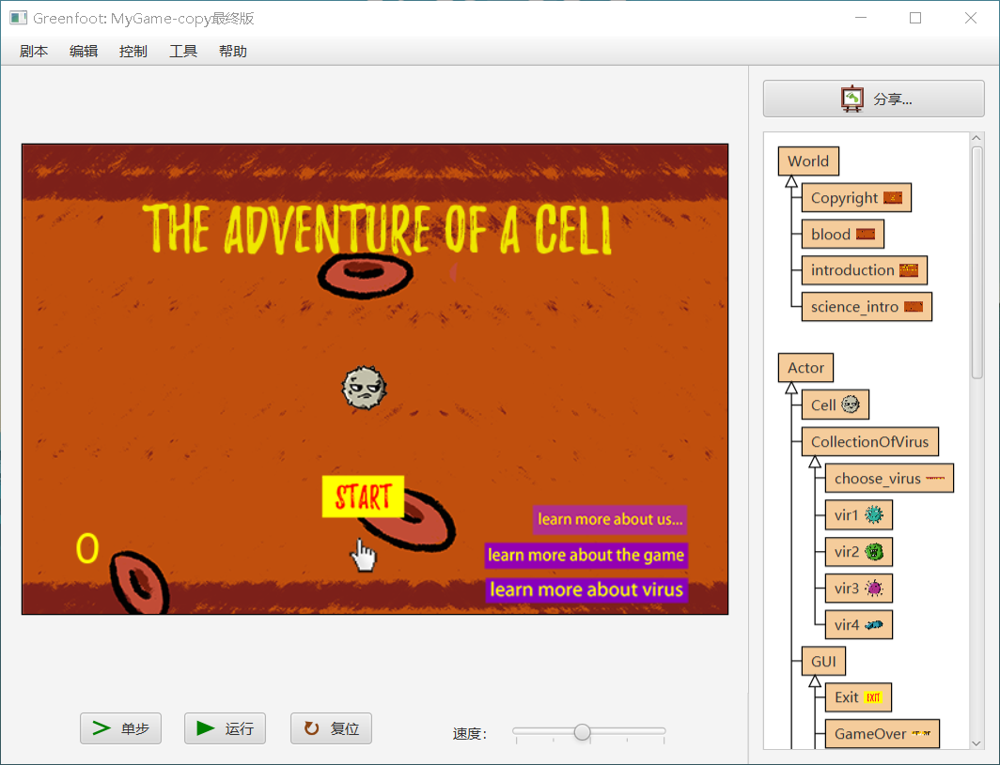 Greenfoot: MyGame-copy最终版
剧本 编辑 控制 工具 帮助
分享...
World
Copyright
blood
introduction
science_intro
Actor
Cell
CollectionOfVirus
choose_virus
vir1
vir2
vir3
vir4
GUI
Exit EXIT
GameOver
THE ADVENTURE OF A CELL
START
0
learn more about us...
learn more about the game
learn more about virus
单步 运行 复位 速度: